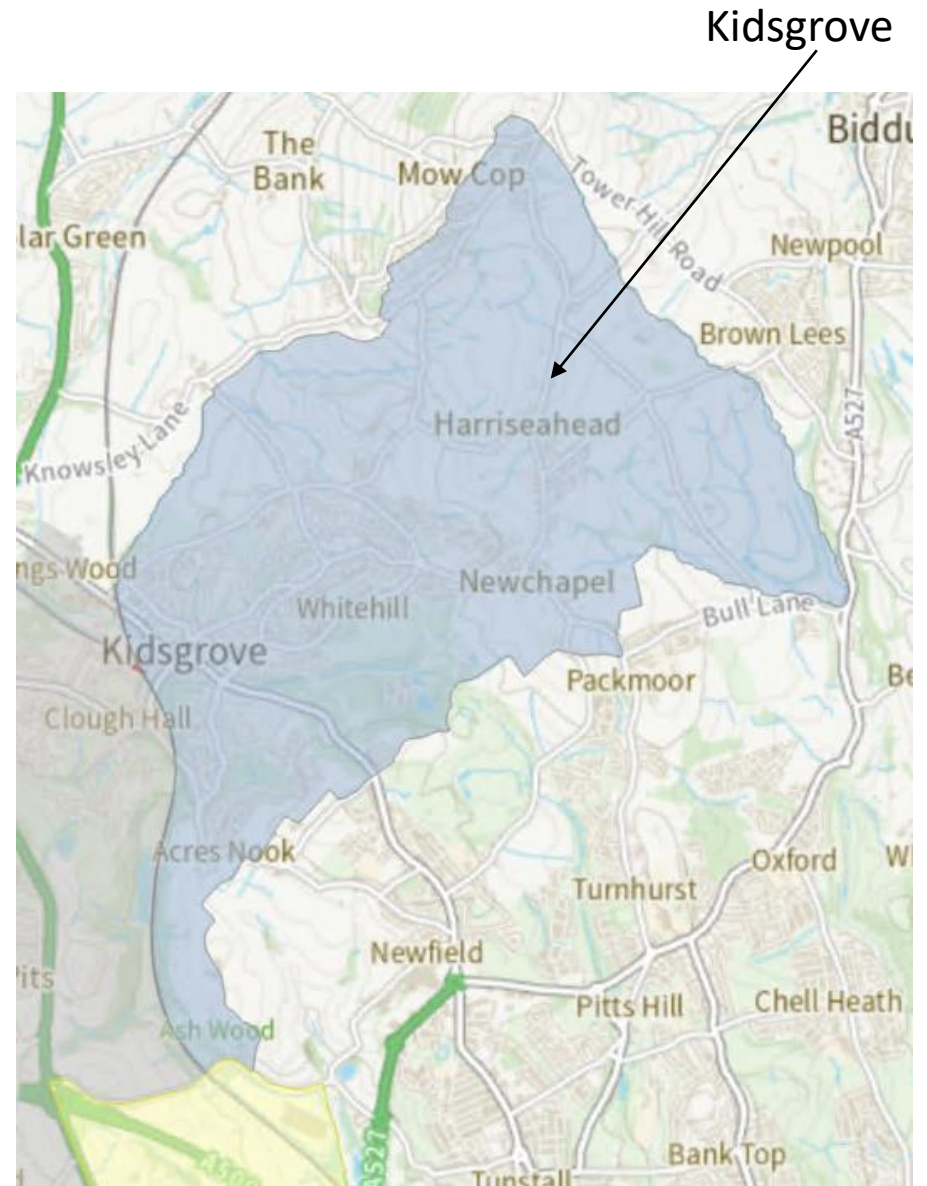 Kidsgrove
Biddu
The
Bank
Mow Cop
Tower Hill Road
lar Green
Newpool
Brown Lees
A527
Knowsley Lane
Harriseahead
ngs Wood
Newchapel
Whitehill
Bull Lane
Kidsgrove
Packmoor
Be
Clough Hall
Acres Nook
Oxford
Wi
Turnhurst
Newfield
Pits
Pitts Hill
Chell Heath
Ash Wood
A500
A527
Bank Top
Tunstall